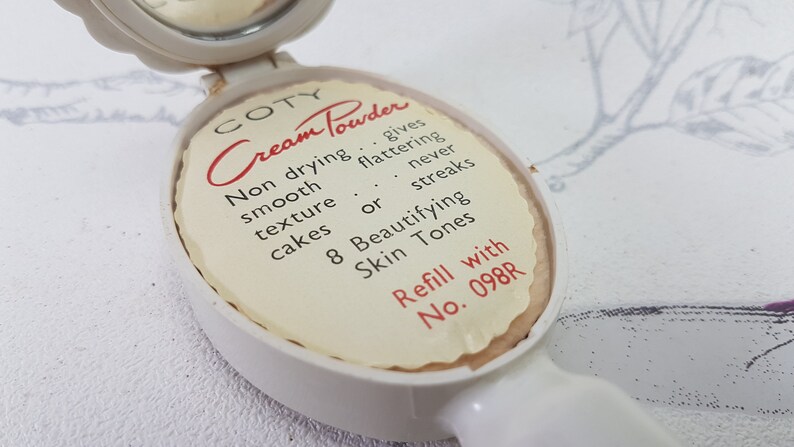 COTY
Cream Powder
Non drying . . gives
smooth flattering
texture . . . never
cakes or streaks
8 Beautifying
Skin Tones
Refill with
No. 098R